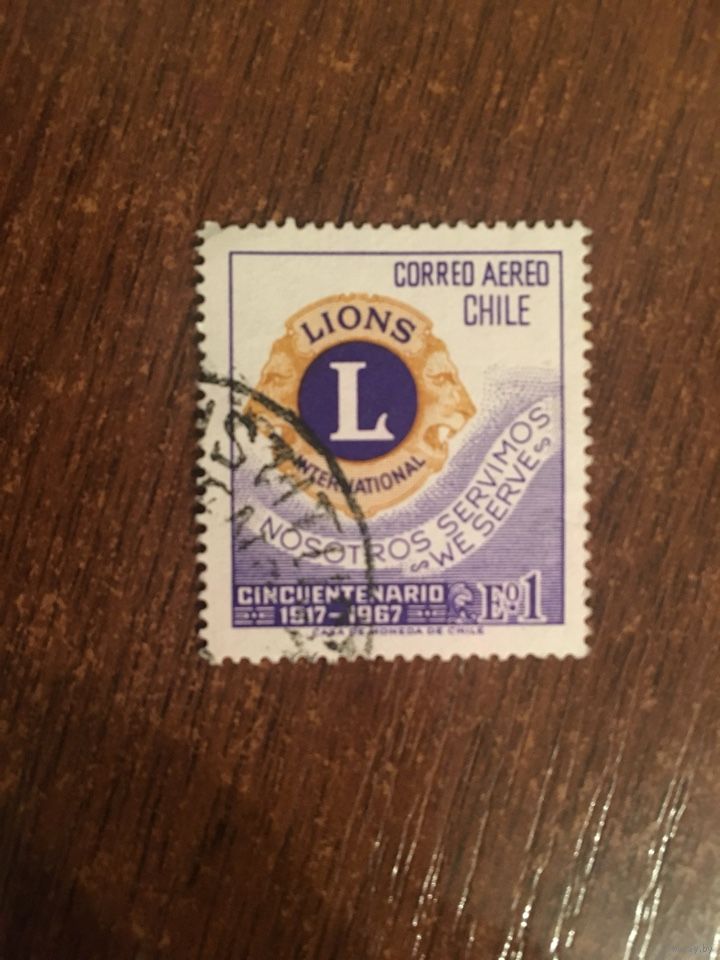 CORREO AEREO
CHILE
LIONS
L
INTERNATIONAL
NOSOTROS SERVIMOS
WE SERVE
CINCUENTENARIO
1917-1967
Eº1
CASA DE MONEDA DE CHILE